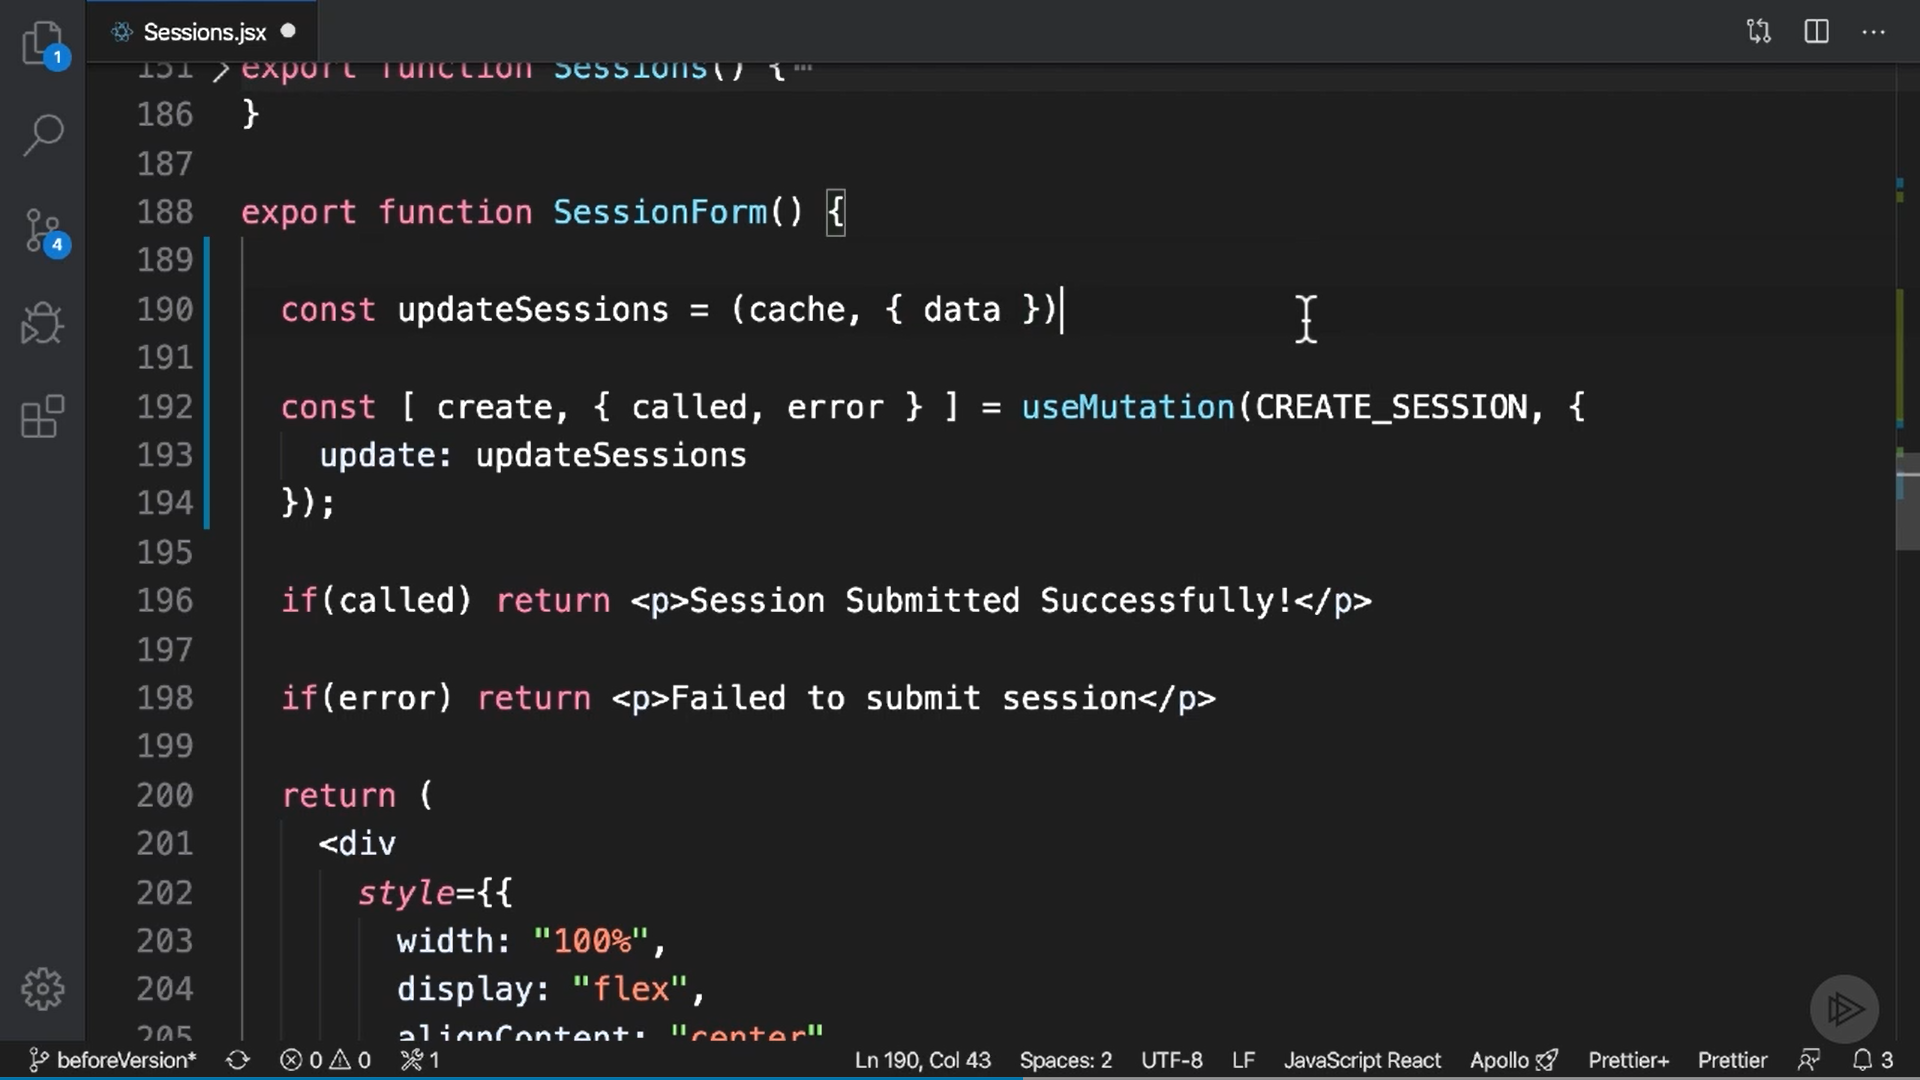 1
Sessions.jsx
151 export function Sessions() { ⋯
186 }
187
188 export function SessionForm() {
4
189
190 const updateSessions = (cache, { data })
191
192 const [ create, { called, error } ] = useMutation(CREATE_SESSION, {
193 update: updateSessions
194 });
195
196 if(called) return <p>Session Submitted Successfully!</p>
197
198 if(error) return <p>Failed to submit session</p>
199
200 return (
201 <div
202 style={{
203 width: "100%",
204 display: "flex",
205 alignContent: "center"
beforeVersion* 0 0 1 Ln 190, Col 43 Spaces: 2 UTF-8 LF JavaScript React Apollo Prettier+ Prettier 3